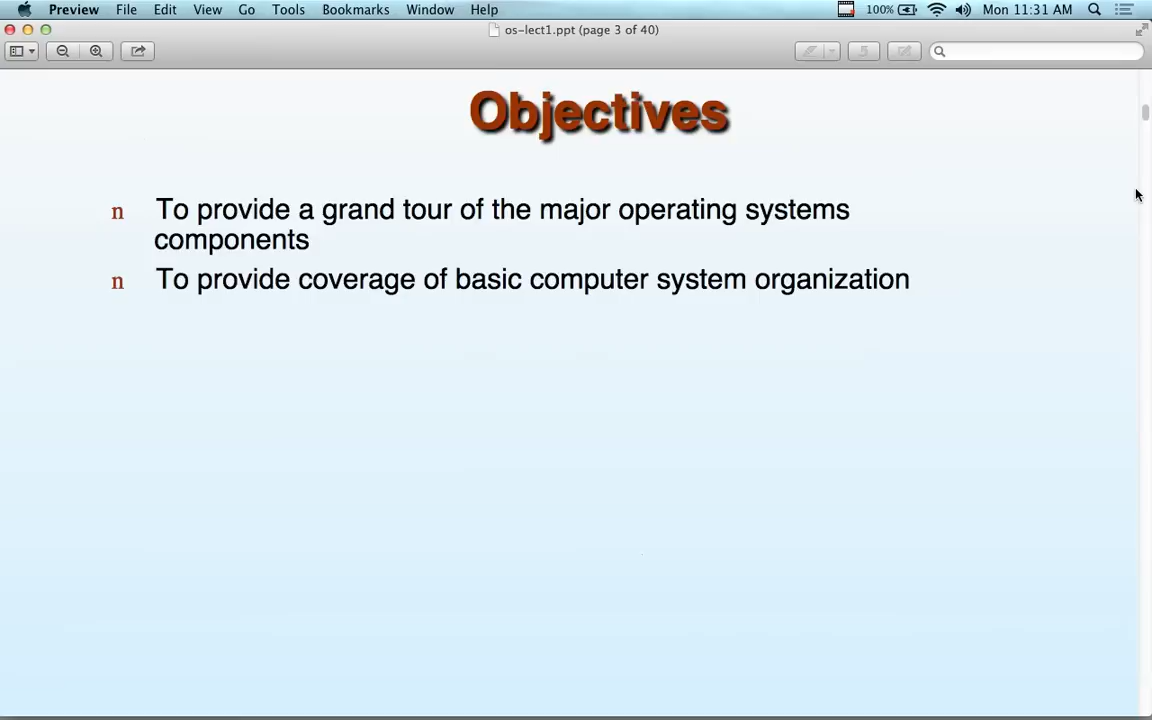 Preview File Edit View Go Tools Bookmarks Window Help 100% Mon 11:31 AM
os-lect1.ppt (page 3 of 40)
Objectives
n To provide a grand tour of the major operating systems
components
n To provide coverage of basic computer system organization